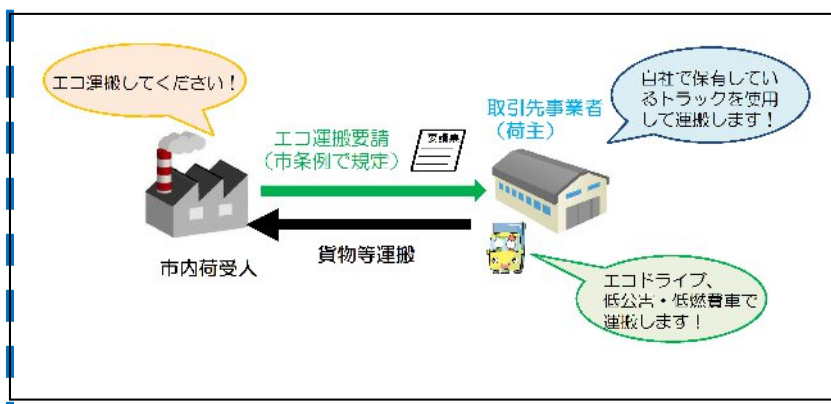 エコ運搬してください！
自社で保有してい
るトラックを使用
して運搬します！
取引先事業者
（荷主）
エコ運搬要請
（市条例で規定）
要請書
市内荷受人
貨物等運搬
エコドライブ、
低公害・低燃費車で
運搬します！